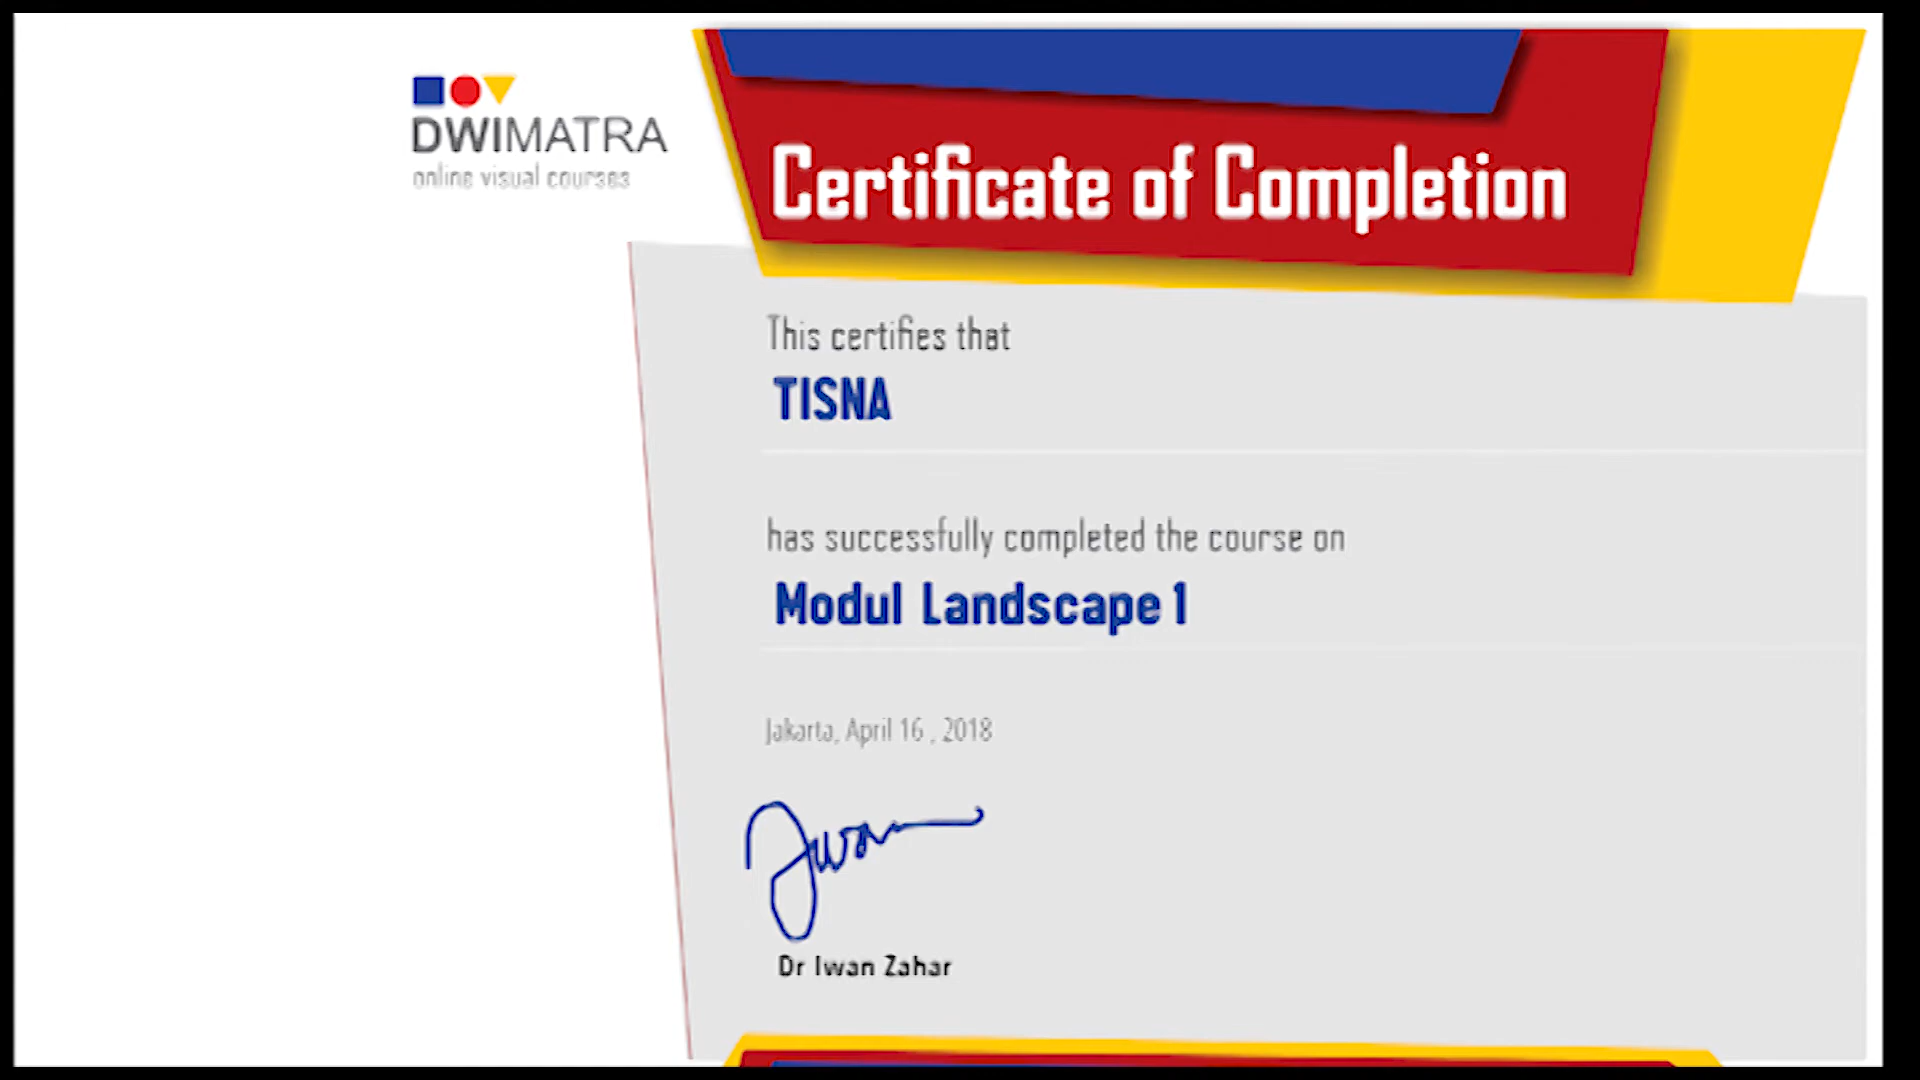 DWIMATRA
online visual courses
Certificate of Completion
This certifies that
TISNA
has successfully completed the course on
Modul Landscape 1
Jakarta, April 16 , 2018
Iwan
Dr Iwan Zahar